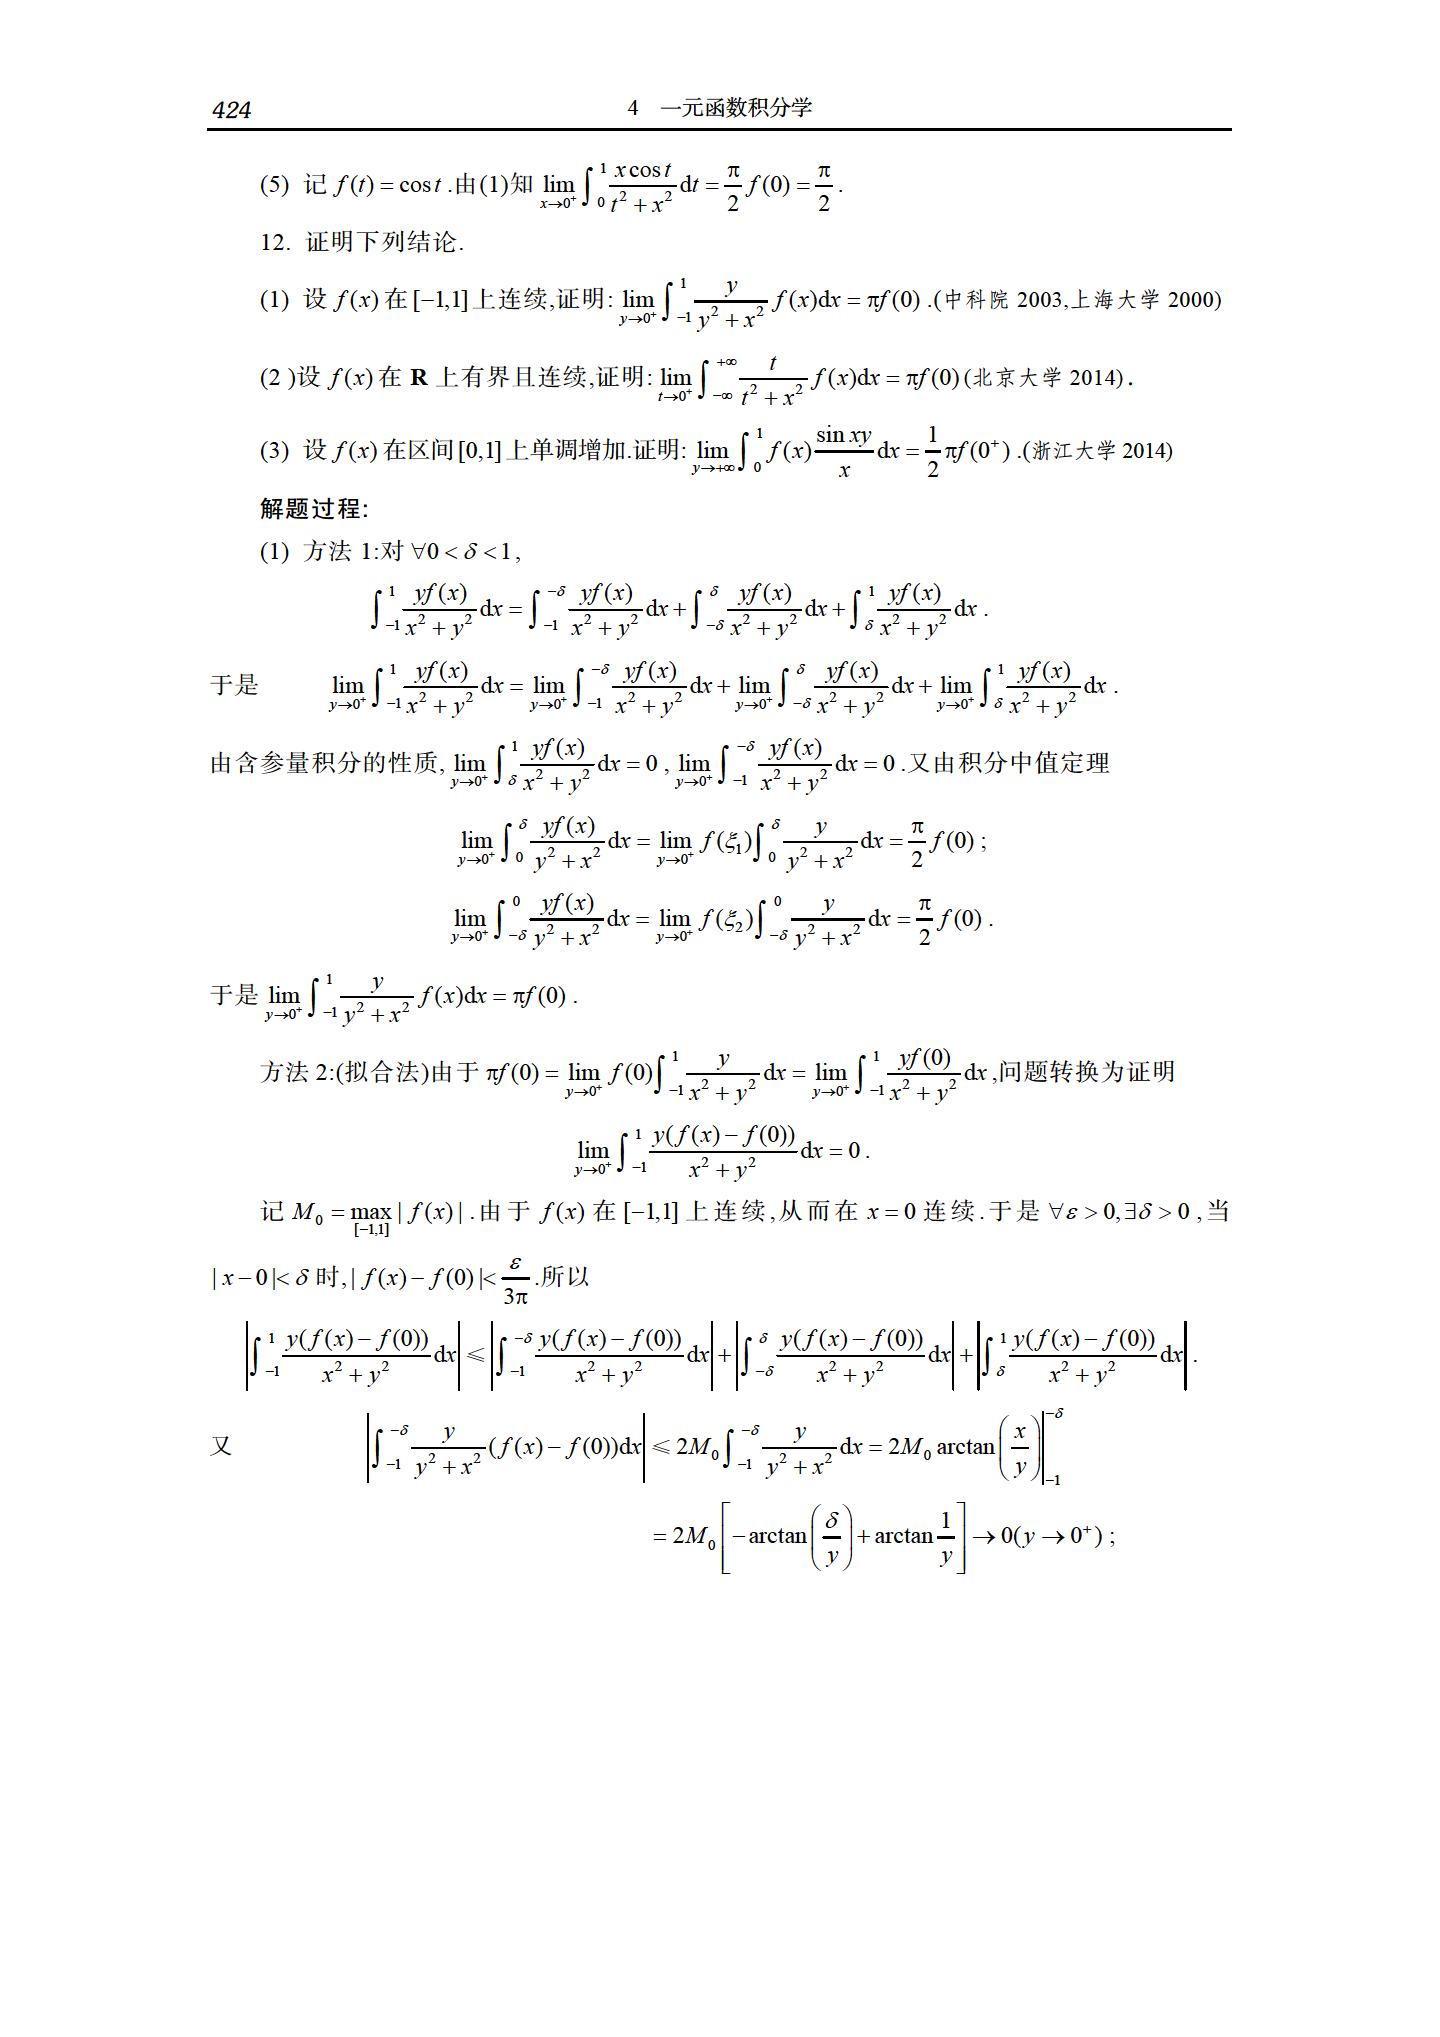 424 4 一元函数积分学
(5) 记 $f(t)=\cos t$ .由(1)知 $\lim_{x\to 0^+}\int_0^1 \frac{x\cos t}{t^2+x^2}\mathrm{d}t=\frac{\pi}{2}f(0)=\frac{\pi}{2}$ .
12. 证明下列结论.
(1) 设 $f(x)$ 在 $[-1,1]$ 上连续,证明: $\lim_{y\to 0^+}\int_{-1}^1 \frac{y}{y^2+x^2}f(x)\mathrm{d}x=\pi f(0)$ .(中科院 2003,上海大学 2000)
(2 )设 $f(x)$ 在 $\mathbf{R}$ 上有界且连续,证明: $\lim_{t\to 0^+}\int_{-\infty}^{+\infty} \frac{t}{t^2+x^2}f(x)\mathrm{d}x=\pi f(0)$ (北京大学 2014) .
(3) 设 $f(x)$ 在区间 $[0,1]$ 上单调增加.证明: $\lim_{y\to +\infty}\int_0^1 f(x)\frac{\sin xy}{x}\mathrm{d}x=\frac{1}{2}\pi f(0^+)$ .(浙江大学 2014)
解题过程:
(1) 方法 1:对 $\forall 0<\delta<1$ ,
$\int_{-1}^1 \frac{yf(x)}{x^2+y^2}\mathrm{d}x=\int_{-1}^{-\delta} \frac{yf(x)}{x^2+y^2}\mathrm{d}x+\int_{-\delta}^{\delta} \frac{yf(x)}{x^2+y^2}\mathrm{d}x+\int_{\delta}^1 \frac{yf(x)}{x^2+y^2}\mathrm{d}x$ .
于是 $\lim_{y\to 0^+}\int_{-1}^1 \frac{yf(x)}{x^2+y^2}\mathrm{d}x=\lim_{y\to 0^+}\int_{-1}^{-\delta} \frac{yf(x)}{x^2+y^2}\mathrm{d}x+\lim_{y\to 0^+}\int_{-\delta}^{\delta} \frac{yf(x)}{x^2+y^2}\mathrm{d}x+\lim_{y\to 0^+}\int_{\delta}^1 \frac{yf(x)}{x^2+y^2}\mathrm{d}x$ .
由含参量积分的性质, $\lim_{y\to 0^+}\int_{\delta}^1 \frac{yf(x)}{x^2+y^2}\mathrm{d}x=0$ , $\lim_{y\to 0^+}\int_{-1}^{-\delta} \frac{yf(x)}{x^2+y^2}\mathrm{d}x=0$ .又由积分中值定理
$\lim_{y\to 0^+}\int_0^{\delta} \frac{yf(x)}{y^2+x^2}\mathrm{d}x=\lim_{y\to 0^+}f(\xi_1)\int_0^{\delta} \frac{y}{y^2+x^2}\mathrm{d}x=\frac{\pi}{2}f(0)$ ;
$\lim_{y\to 0^+}\int_{-\delta}^0 \frac{yf(x)}{y^2+x^2}\mathrm{d}x=\lim_{y\to 0^+}f(\xi_2)\int_{-\delta}^0 \frac{y}{y^2+x^2}\mathrm{d}x=\frac{\pi}{2}f(0)$ .
于是 $\lim_{y\to 0^+}\int_{-1}^1 \frac{y}{y^2+x^2}f(x)\mathrm{d}x=\pi f(0)$ .
方法 2:(拟合法)由于 $\pi f(0)=\lim_{y\to 0^+}f(0)\int_{-1}^1 \frac{y}{x^2+y^2}\mathrm{d}x=\lim_{y\to 0^+}\int_{-1}^1 \frac{yf(0)}{x^2+y^2}\mathrm{d}x$ ,问题转换为证明
$\lim_{y\to 0^+}\int_{-1}^1 \frac{y(f(x)-f(0))}{x^2+y^2}\mathrm{d}x=0$ .
记 $M_0=\max_{[-1,1]}|f(x)|$ .由于 $f(x)$ 在 $[-1,1]$ 上连续,从而在 $x=0$ 连续.于是 $\forall\varepsilon>0,\exists\delta>0$ ,当
$|x-0|<\delta$ 时, $|f(x)-f(0)|<\frac{\varepsilon}{3\pi}$ .所以
$\left|\int_{-1}^1 \frac{y(f(x)-f(0))}{x^2+y^2}\mathrm{d}x\right|\leqslant\left|\int_{-1}^{-\delta} \frac{y(f(x)-f(0))}{x^2+y^2}\mathrm{d}x\right|+\left|\int_{-\delta}^{\delta} \frac{y(f(x)-f(0))}{x^2+y^2}\mathrm{d}x\right|+\left|\int_{\delta}^1 \frac{y(f(x)-f(0))}{x^2+y^2}\mathrm{d}x\right|$ .
又 $\left|\int_{-1}^{-\delta} \frac{y}{y^2+x^2}(f(x)-f(0))\mathrm{d}x\right|\leqslant 2M_0\int_{-1}^{-\delta} \frac{y}{y^2+x^2}\mathrm{d}x=2M_0\arctan\left(\frac{x}{y}\right)\Big|_{-1}^{-\delta}$
$=2M_0\left[-\arctan\left(\frac{\delta}{y}\right)+\arctan\frac{1}{y}\right]\to 0(y\to 0^+)$ ;